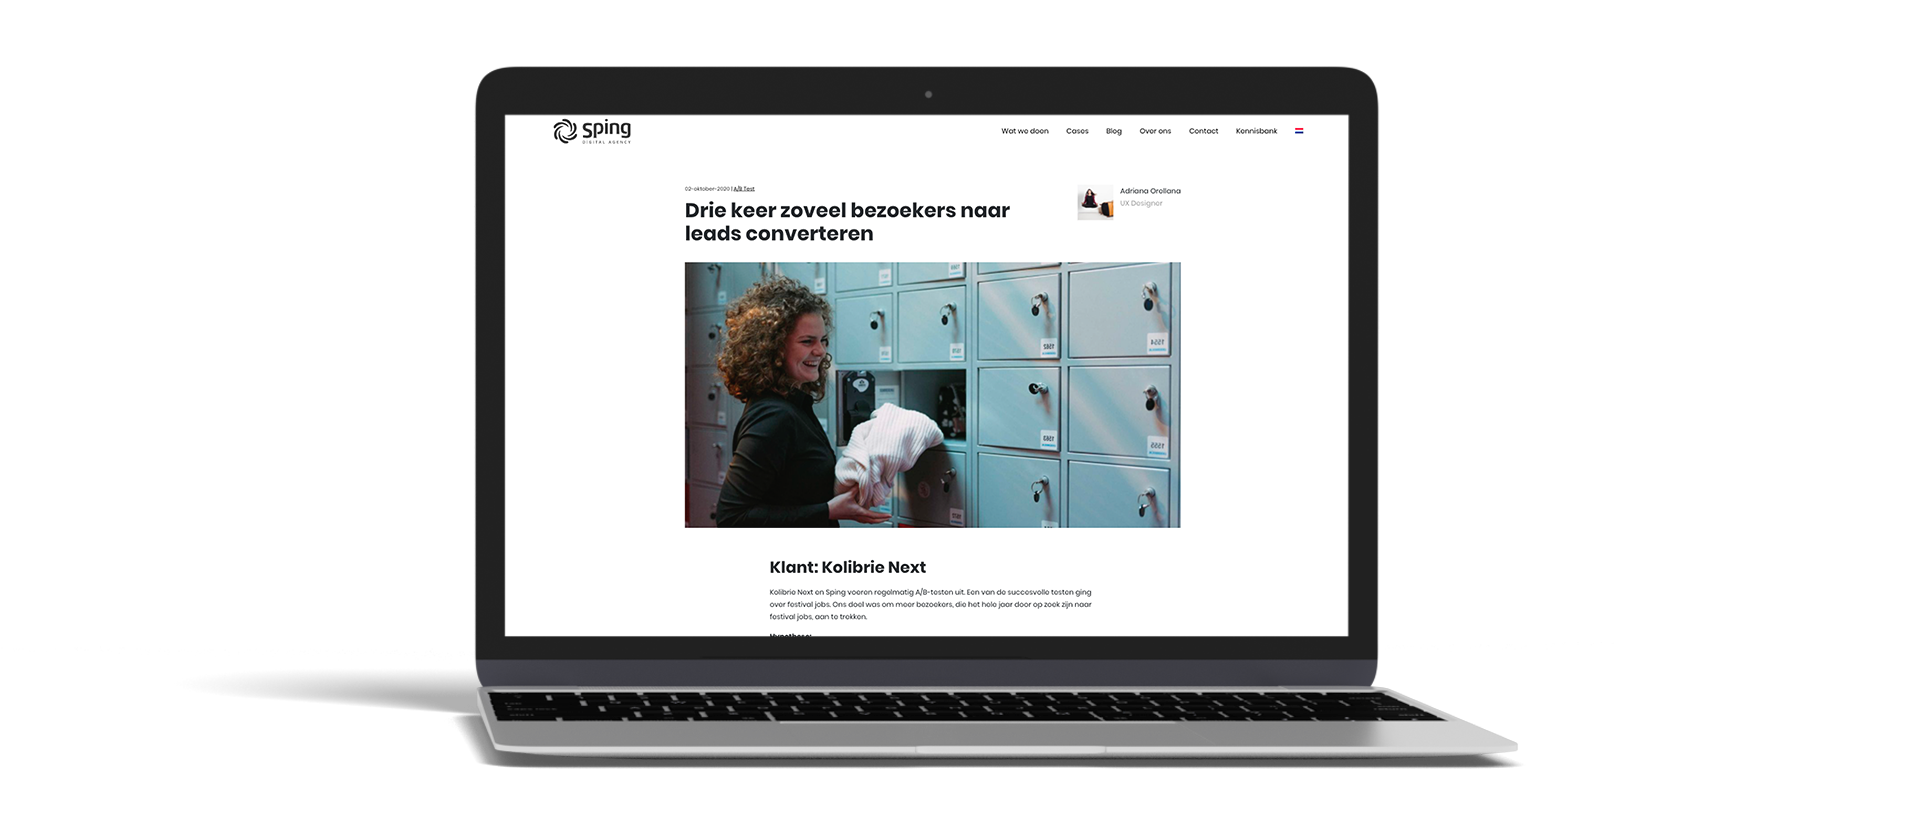 sping
DIGITAL AGENCY
Wat we doen Cases Blog Over ons Contact Kennisbank
02-oktober-2020 | A/B Test
Drie keer zoveel bezoekers naar
leads converteren
Adriana Orellana
UX Designer
Klant: Kolibrie Next
Kolibrie Next en Sping voeren regelmatig A/B-testen uit. Een van de succesvolle testen ging
over festival jobs. Ons doel was om meer bezoekers, die het hele jaar door op zoek zijn naar
festival jobs, aan te trekken.